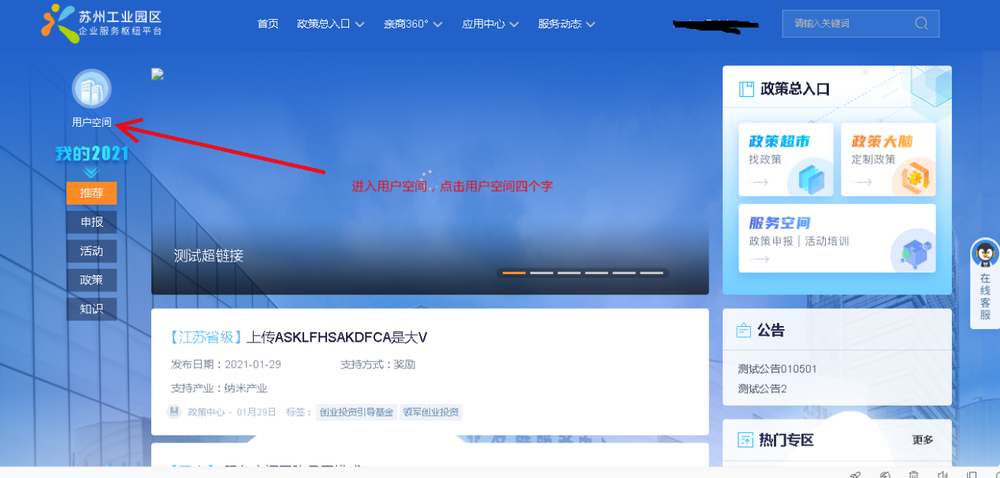 苏州工业园区
企业服务枢纽平台
首页 政策总入口 亲商360° 应用中心 服务动态
请输入关键词
用户空间
我的2021
推荐
申报
活动
政策
知识
进入用户空间，点击用户空间四个字
测试超链接
政策总入口
政策超市
找政策
政策大脑
定制政策
服务空间
政策申报｜活动培训
在线客服
【江苏省级】上传ASKLFHSAKDFCA是大V
发布日期：2021-01-29 支持方式：奖励
支持产业：纳米产业
政策中心 - 01月29日 标签： 创业投资引导基金 领军创业投资
公告
测试公告010501
测试公告2
热门专区 更多